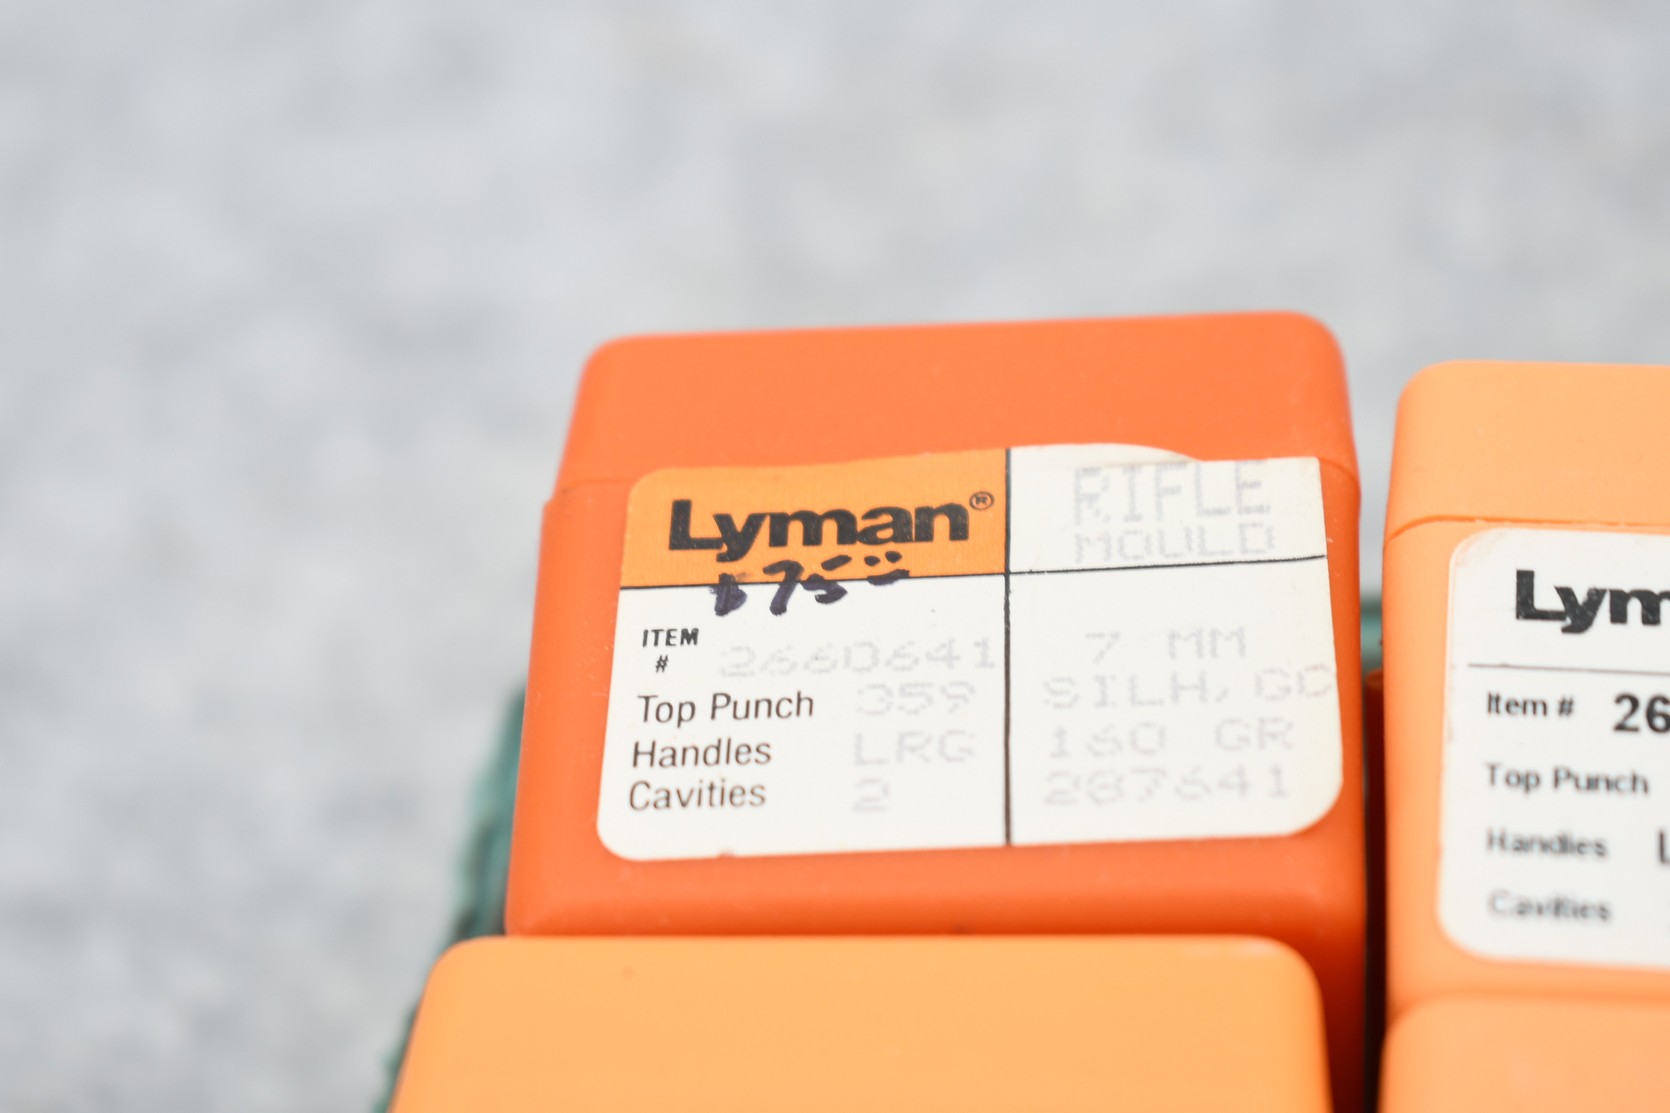 Lyman®
$75
RIFLE
MOULD
ITEM
# 2660641
Top Punch 359
Handles LRG
Cavities 2
7 MM
SILH, GC
160 GR
287641
Lym
Item # 26
Top Punch
Handles L
Cavities